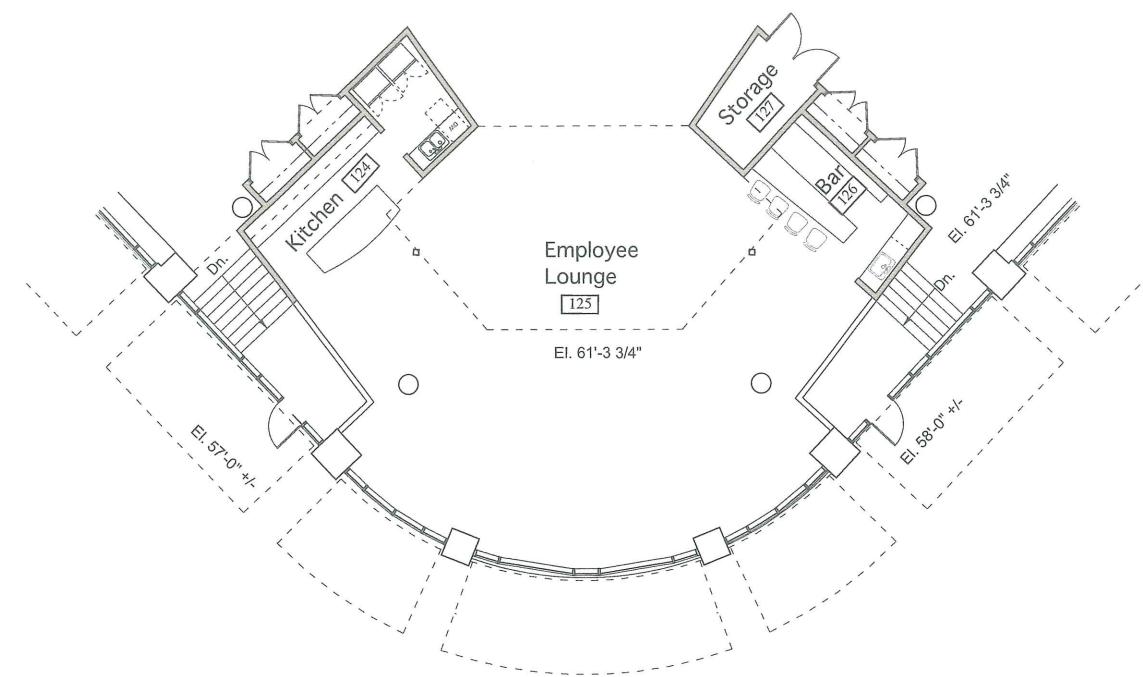 Storage
127
Kitchen 124
Bar
126
El. 61'-3 3/4"
Employee
Lounge
125
El. 61'-3 3/4"
Dn.
Dn.
El. 57'-0" +/-
El. 58'-0" +/-